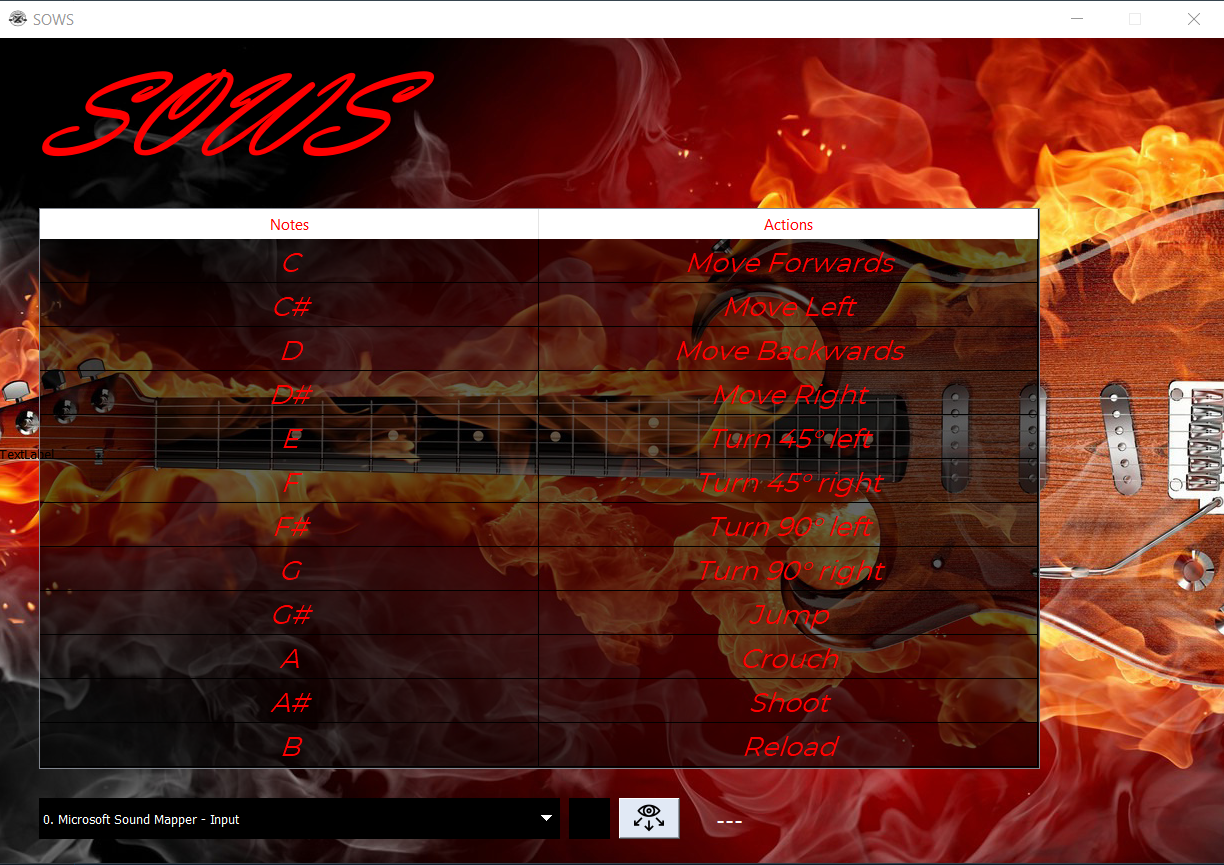 SOWS
SOWS
Notes Actions
C Move Forwards
C# Move Left
D Move Backwards
D# Move Right
E Turn 45° left
TextLabel
F Turn 45° right
F# Turn 90° left
G Turn 90° right
G# Jump
A Crouch
A# Shoot
B Reload
0. Microsoft Sound Mapper - Input ---